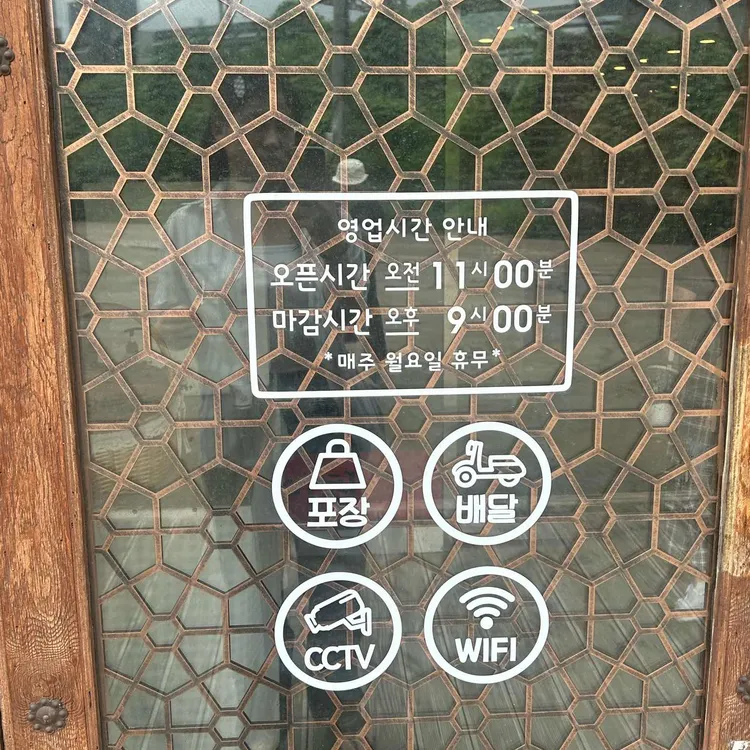 영업시간 안내
오픈시간 오전 11시 00분
마감시간 오후 9시 00분
*매주 월요일 휴무*
포장
배달
CCTV
WIFI